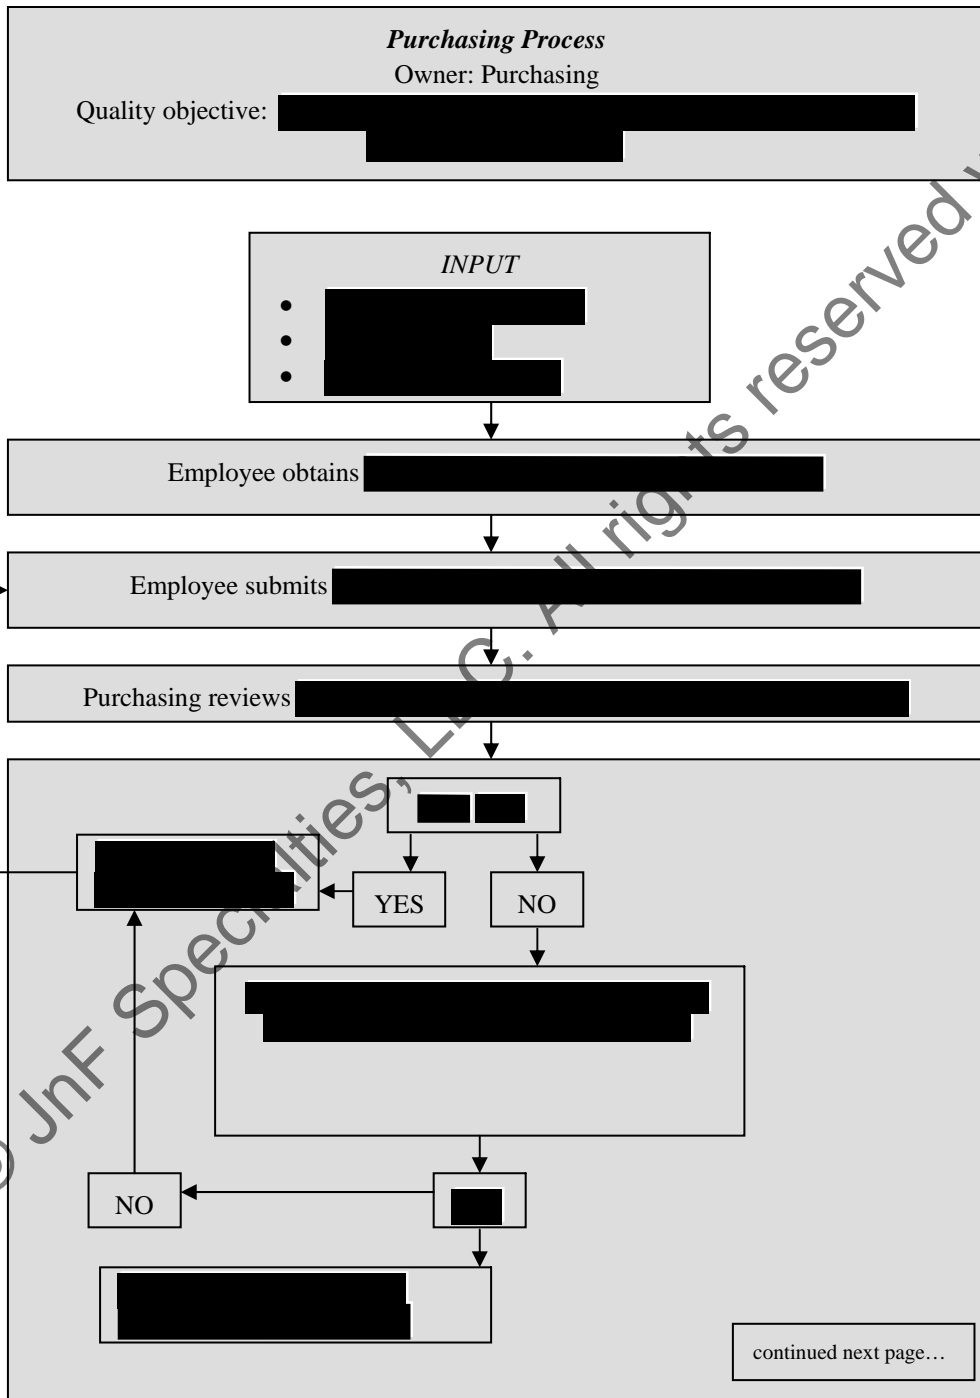 Purchasing Process
Owner: Purchasing
Quality objective:
INPUT
Employee obtains
Employee submits
Purchasing reviews
YES
NO
NO
continued next page…
© JnF Specialties, LLC. All rights reserved